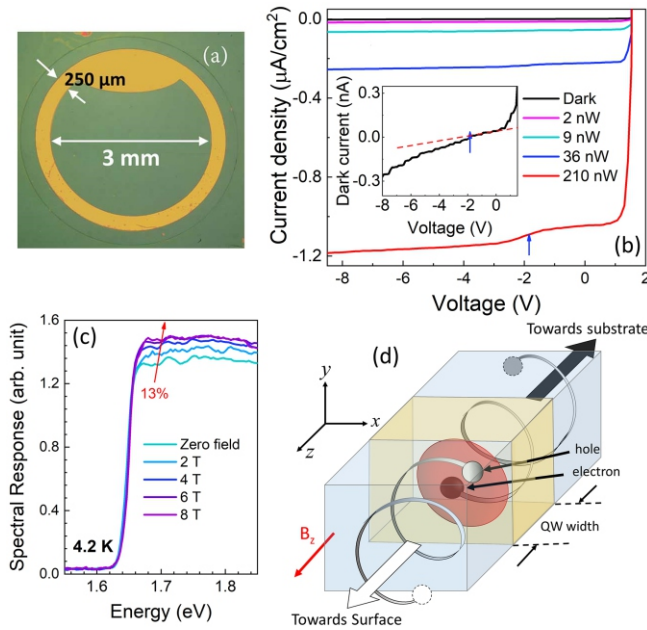 (a)
250 μm
3 mm
Current density (μA/cm²)
0.0
-0.4
-0.8
-1.2
-8
-6
-4
-2
0
2
Voltage (V)
Dark current (nA)
0.3
0.0
-0.3
-8 -6 -4 -2 0
Voltage (V)
Dark
2 nW
9 nW
36 nW
210 nW
(b)
Spectral Response (arb. unit)
1.6
1.2
0.8
0.4
0.0
(c)
13%
Zero field
2 T
4 T
6 T
8 T
4.2 K
1.6 1.7 1.8
Energy (eV)
Towards substrate
(d)
y
x
z
hole
electron
QW width
Bz
Towards Surface